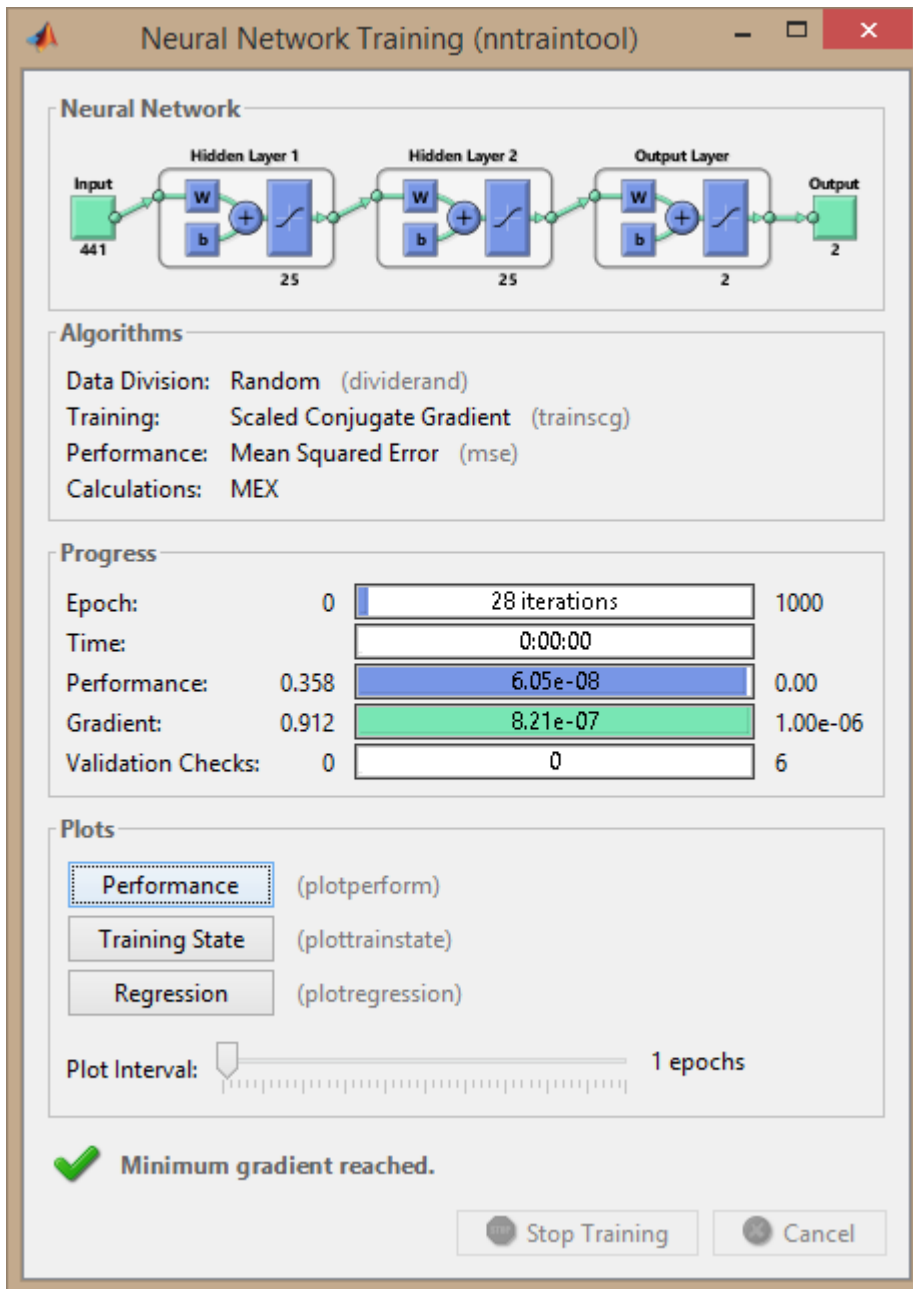 Neural Network Training (nntraintool)
Neural Network
Hidden Layer 1 Hidden Layer 2 Output Layer
Input Output
W W W
+ + +
b b b
441 2
25 25 2
Algorithms
Data Division: Random (dividerand)
Training: Scaled Conjugate Gradient (trainscg)
Performance: Mean Squared Error (mse)
Calculations: MEX
Progress
Epoch: 0 28 iterations 1000
Time: 0:00:00
Performance: 0.358 6.05e-08 0.00
Gradient: 0.912 8.21e-07 1.00e-06
Validation Checks: 0 0 6
Plots
Performance (plotperform)
Training State (plottrainstate)
Regression (plotregression)
Plot Interval: 1 epochs
Minimum gradient reached.
STOP Stop Training Cancel